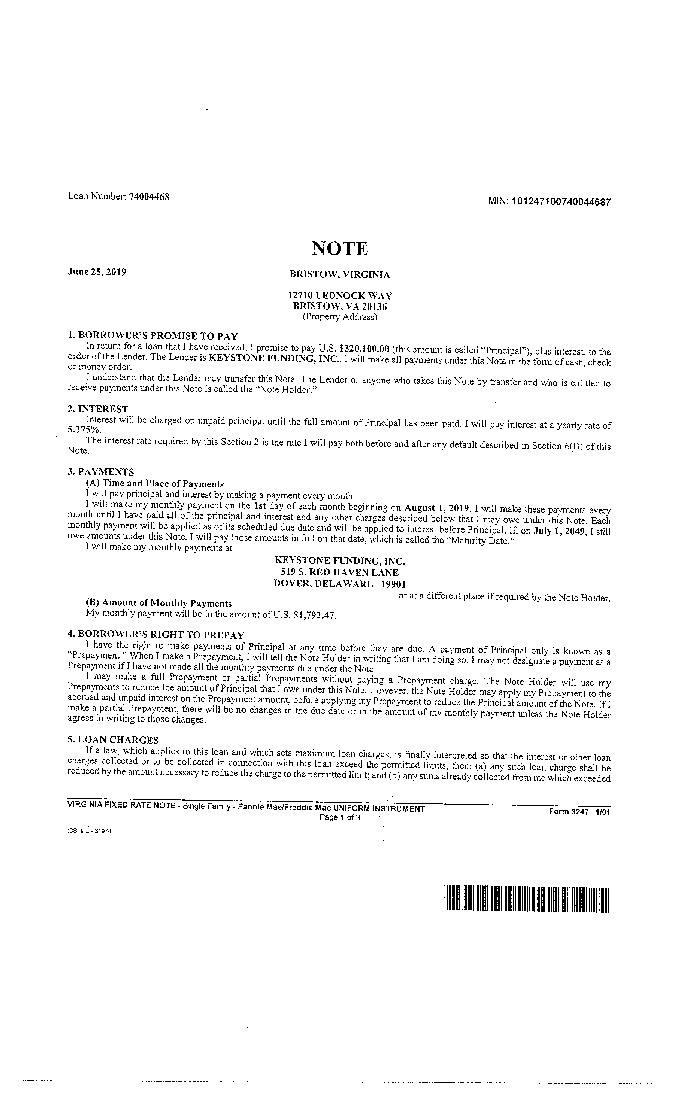 Loan Number: 74004468
MIN: 101247100740044687
NOTE
June 25, 2019
BRISTOW, VIRGINIA
12710 LEDNOCK WAY
BRISTOW, VA 20136
(Property Address)
1. BORROWER'S PROMISE TO PAY
In return for a loan that I have received, I promise to pay U.S. $320,100.00 (this amount is called "Principal"), plus interest, to the
order of the Lender. The Lender is KEYSTONE FUNDING, INC. I will make all payments under this Note in the form of cash, check
or money order.
I understand that the Lender may transfer this Note. The Lender or anyone who takes this Note by transfer and who is entitled to
receive payments under this Note is called the "Note Holder."
2. INTEREST
Interest will be charged on unpaid principal until the full amount of Principal has been paid. I will pay interest at a yearly rate of
5.375%.
The interest rate required by this Section 2 is the rate I will pay both before and after any default described in Section 6(B) of this
Note.
3. PAYMENTS
(A) Time and Place of Payments
I will pay principal and interest by making a payment every month.
I will make my monthly payment on the 1st day of each month beginning on August 1, 2019. I will make these payments every
month until I have paid all of the principal and interest and any other charges described below that I may owe under this Note. Each
monthly payment will be applied as of its scheduled due date and will be applied to interest before Principal. If, on July 1, 2049, I still
owe amounts under this Note, I will pay those amounts in full on that date, which is called the "Maturity Date."
I will make my monthly payments at
KEYSTONE FUNDING, INC.
519 S. RED HAVEN LANE
DOVER, DELAWARE 19901
or at a different place if required by the Note Holder.
(B) Amount of Monthly Payments
My monthly payment will be in the amount of U.S. $1,792.47.
4. BORROWER'S RIGHT TO PREPAY
I have the right to make payments of Principal at any time before they are due. A payment of Principal only is known as a
"Prepayment." When I make a Prepayment, I will tell the Note Holder in writing that I am doing so. I may not designate a payment as a
Prepayment if I have not made all the monthly payments due under the Note.
I may make a full Prepayment or partial Prepayments without paying a Prepayment charge. The Note Holder will use my
Prepayments to reduce the amount of Principal that I owe under this Note. However, the Note Holder may apply my Prepayment to the
accrued and unpaid interest on the Prepayment amount, before applying my Prepayment to reduce the Principal amount of the Note. If I
make a partial Prepayment, there will be no changes in the due date or in the amount of my monthly payment unless the Note Holder
agrees in writing to those changes.
5. LOAN CHARGES
If a law, which applies to this loan and which sets maximum loan charges, is finally interpreted so that the interest or other loan
charges collected or to be collected in connection with this loan exceed the permitted limits, then: (a) any such loan charge shall be
reduced by the amount necessary to reduce the charge to the permitted limit; and (b) any sums already collected from me which exceeded
VIRGINIA FIXED RATE NOTE - Single Family - Fannie Mae/Freddie Mac UNIFORM INSTRUMENT
Form 3247 1/01
Page 1 of 3